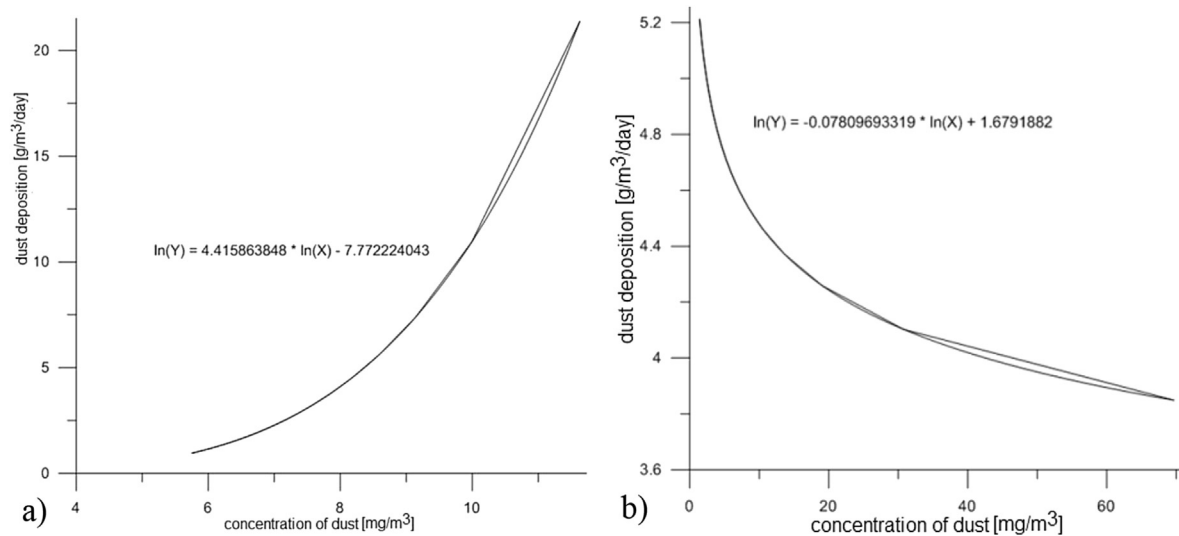 20
15
10
5
0
4
6
8
10
dust deposition [g/m³/day]
ln(Y) = 4.415863848 * ln(X) - 7.772224043
concentration of dust [mg/m³]
a)
5.2
4.8
4.4
4
3.6
0
20
40
60
dust deposition [g/m³/day]
ln(Y) = -0.07809693319 * ln(X) + 1.6791882
concentration of dust [mg/m³]
b)